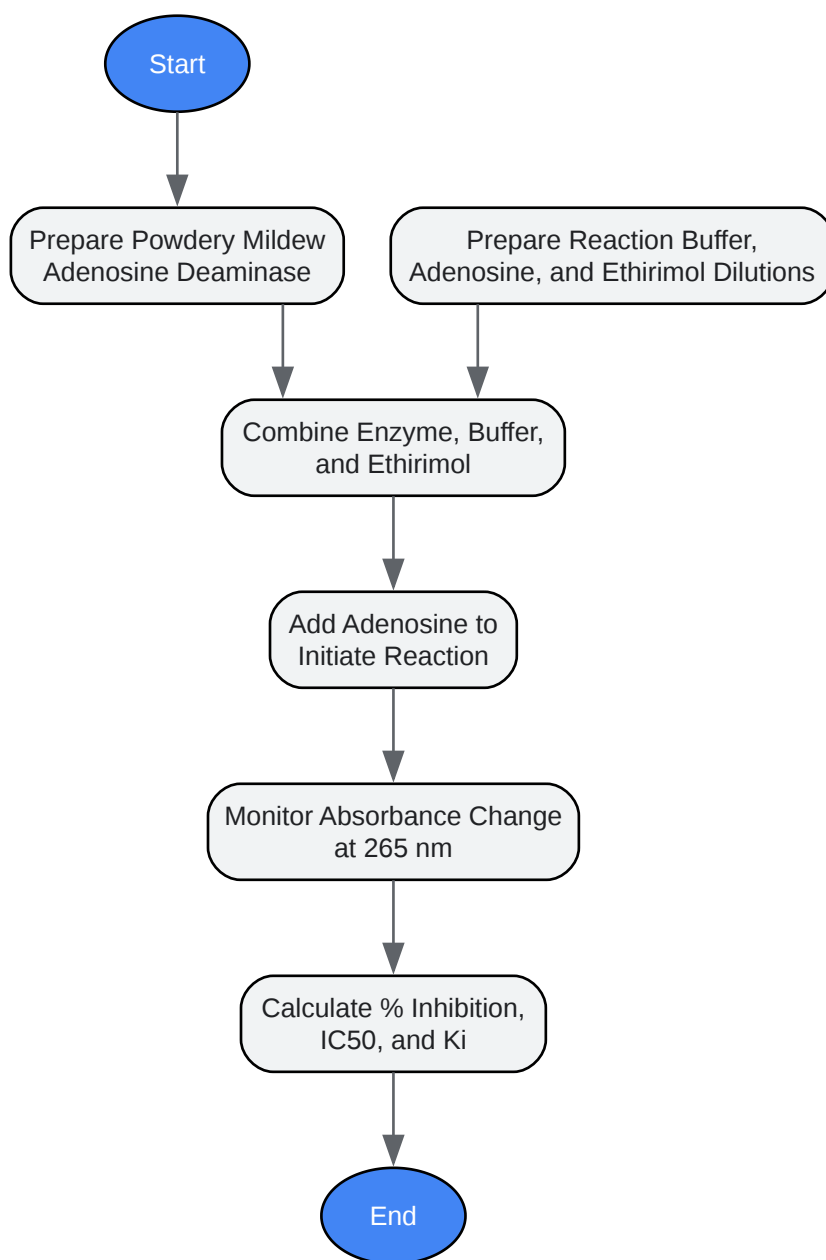 Start
Prepare Powdery Mildew
Adenosine Deaminase
Prepare Reaction Buffer,
Adenosine, and Ethirimol Dilutions
Combine Enzyme, Buffer,
and Ethirimol
Add Adenosine to
Initiate Reaction
Monitor Absorbance Change
at 265 nm
Calculate % Inhibition,
IC50, and Ki
End